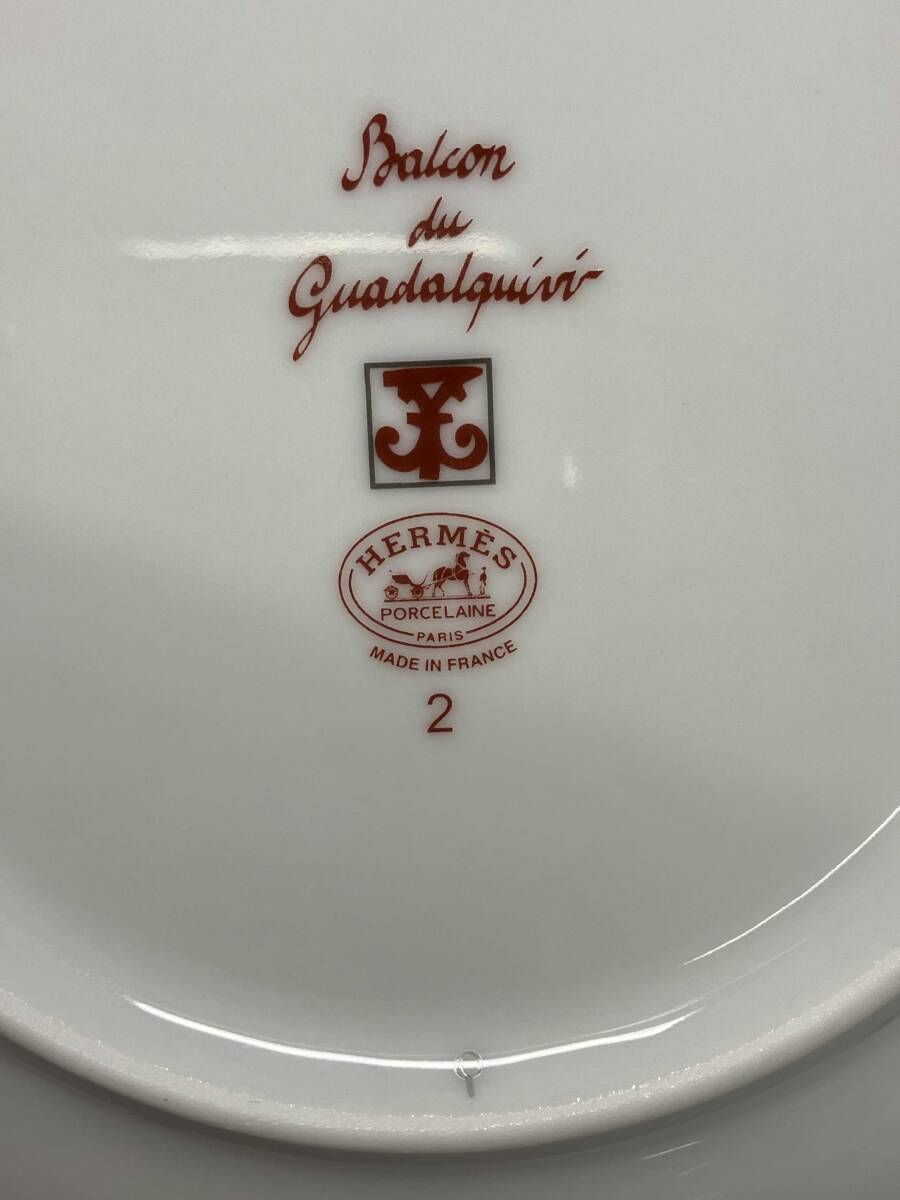 Balcon
du
Guadalquivir
HERMÈS
PORCELAINE
PARIS
MADE IN FRANCE
2